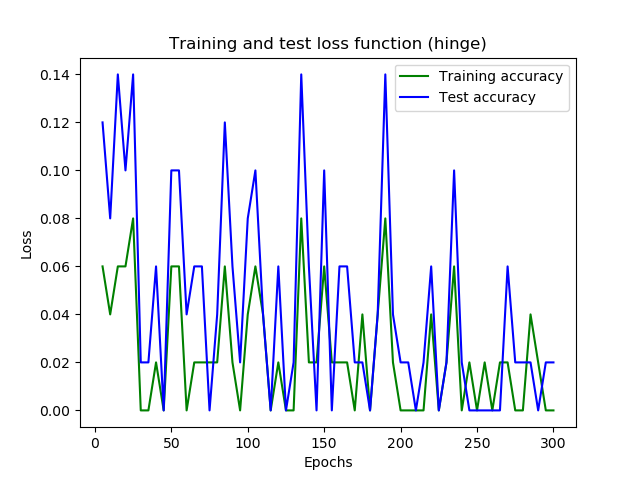 Training and test loss function (hinge)
Training accuracy
Test accuracy
Loss
0.14
0.12
0.10
0.08
0.06
0.04
0.02
0.00
0 50 100 150 200 250 300
Epochs